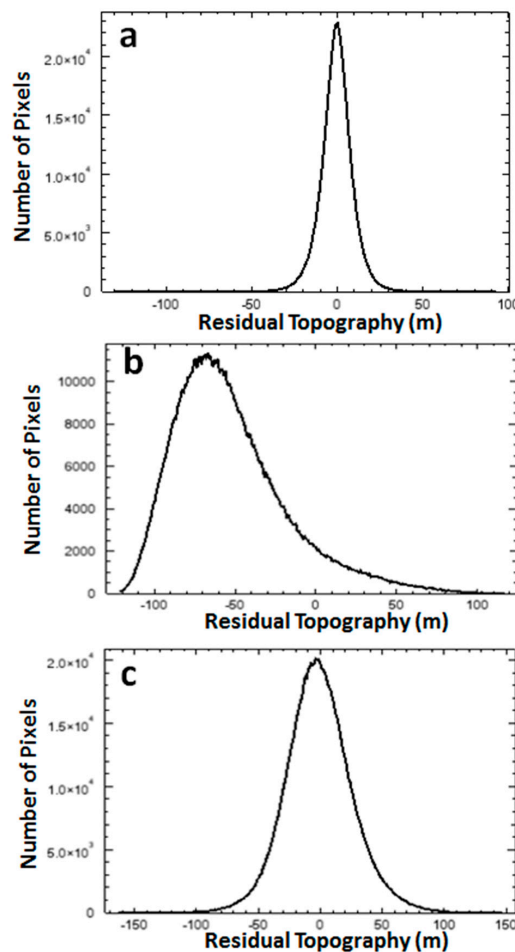 a
Number of Pixels
2.0×10⁴
1.5×10⁴
1.0×10⁴
5.0×10³
0
-100 -50 0 50 100
Residual Topography (m)
b
Number of Pixels
10000
8000
6000
4000
2000
0
-100 -50 0 50 100
Residual Topography (m)
c
Number of Pixels
2.0×10⁴
1.5×10⁴
1.0×10⁴
5.0×10³
0
-150 -100 -50 0 50 100 150
Residual Topography (m)